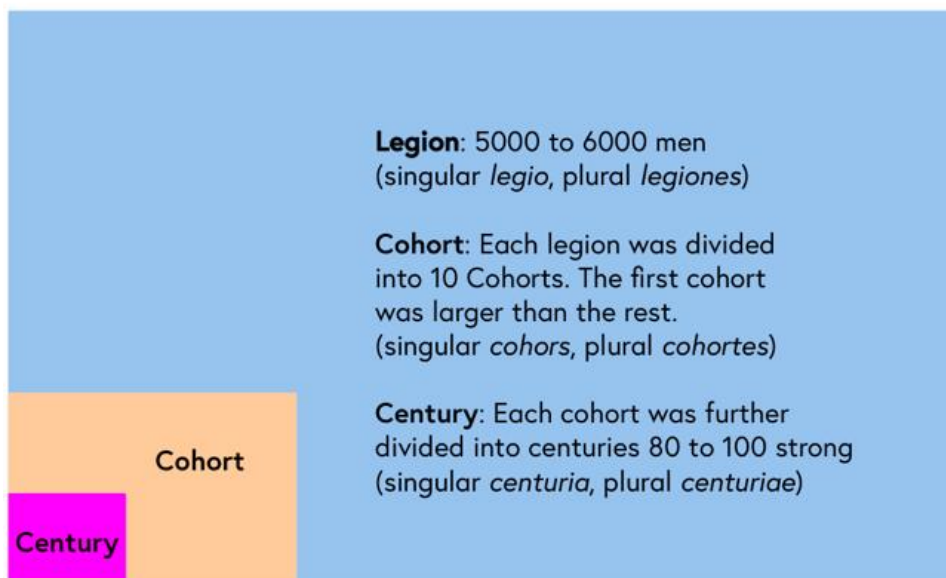 Legion: 5000 to 6000 men
(singular legio, plural legiones)
Cohort: Each legion was divided
into 10 Cohorts. The first cohort
was larger than the rest.
(singular cohors, plural cohortes)
Century: Each cohort was further
divided into centuries 80 to 100 strong
(singular centuria, plural centuriae)
Cohort
Century